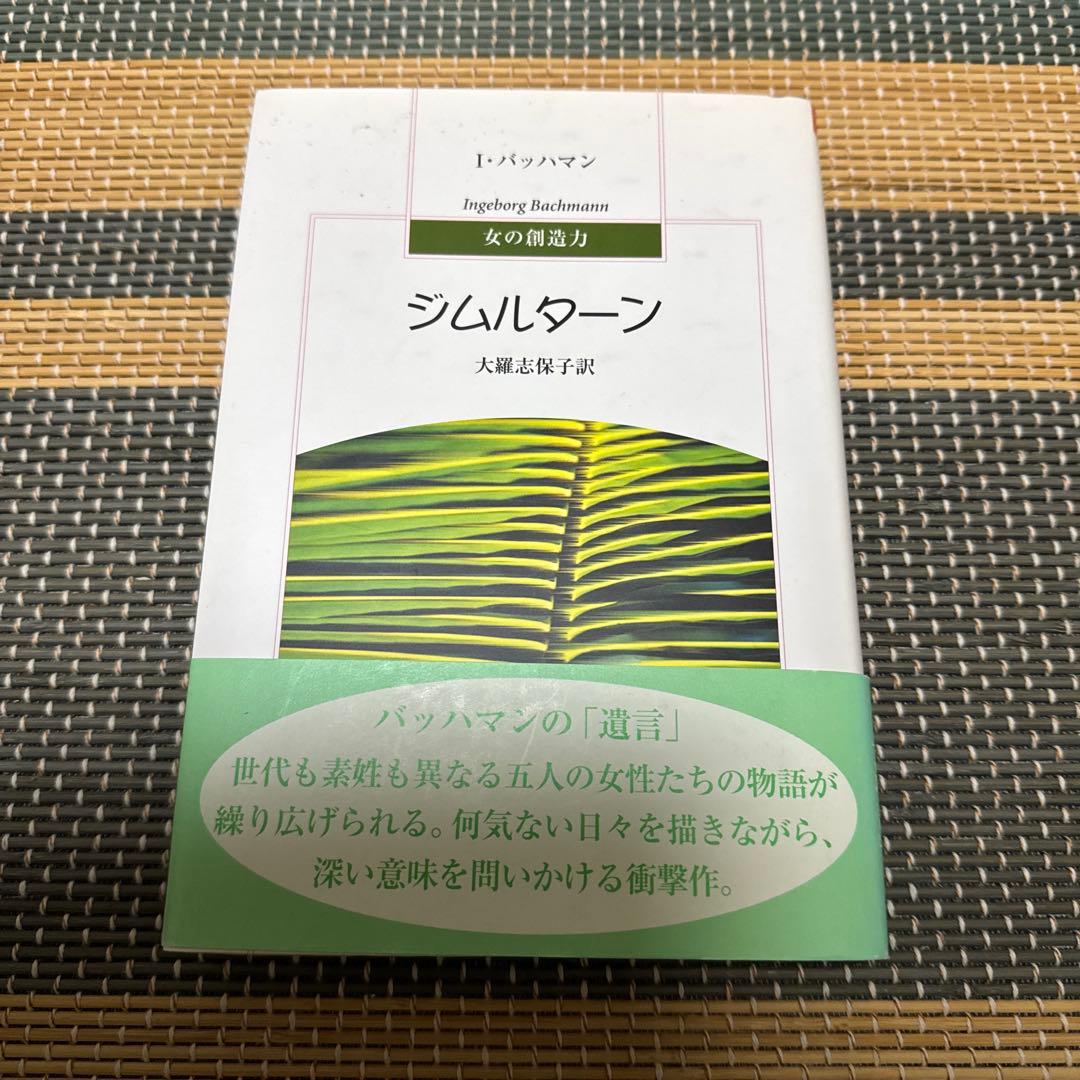 I・バッハマン
Ingeborg Bachmann
女の創造力
ジムルターン
大羅志保子訳
バッハマンの「遺言」
世代も素姓も異なる五人の女性たちの物語が
繰り広げられる。何気ない日々を描きながら、
深い意味を問いかける衝撃作。